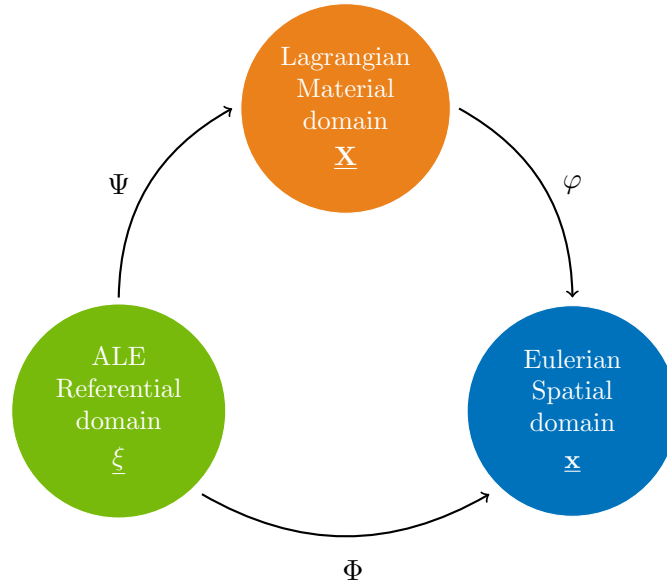 Lagrangian
Material
domain
X
Ψ
φ
ALE
Referential
domain
ξ
Eulerian
Spatial
domain
x
Φ